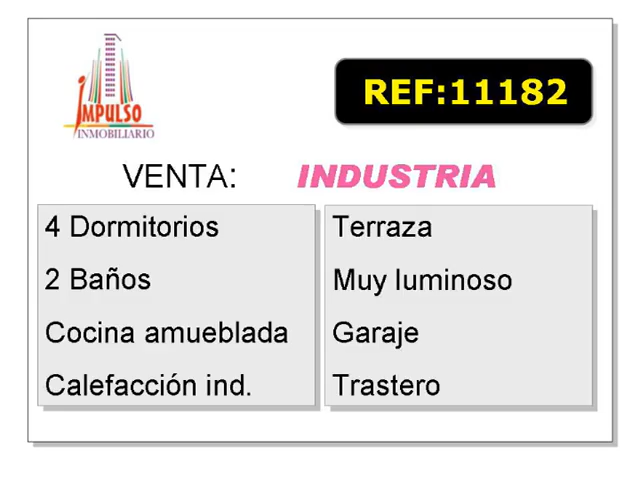 IMPULSO
INMOBILIARIO
REF:11182
VENTA: INDUSTRIA
4 Dormitorios
2 Baños
Cocina amueblada
Calefacción ind.
Terraza
Muy luminoso
Garaje
Trastero